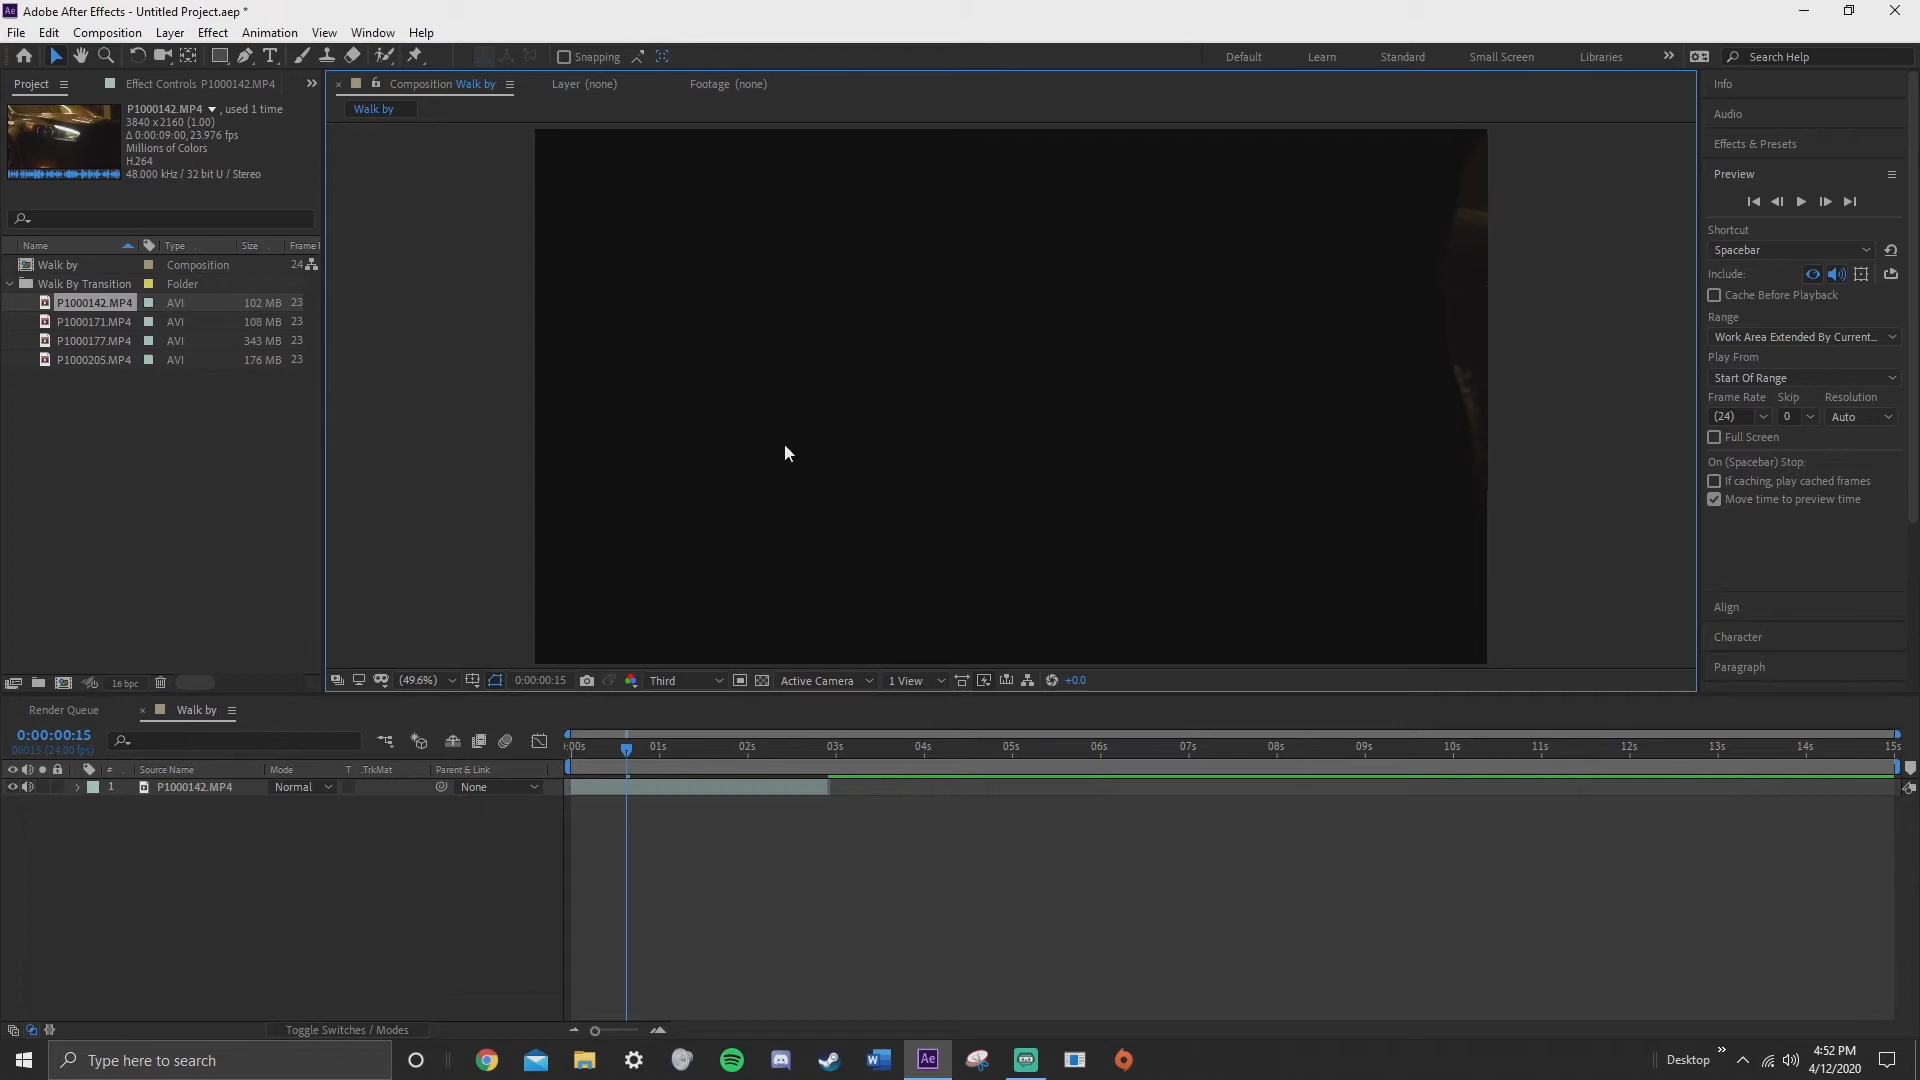 Adobe After Effects - Untitled Project.aep *
File Edit Composition Layer Effect Animation View Window Help
Snapping
Default Learn Standard Small Screen Libraries Search Help
Project Effect Controls P1000142.MP4
Composition Walk by Layer (none) Footage (none)
Walk by
P1000142.MP4 , used 1 time
3840 x 2160 (1.00)
Δ 0:00:09:00, 23.976 fps
Millions of Colors
H.264
48.000 kHz / 32 bit U / Stereo
Name Type Size Frame
Walk by Composition 24
Walk By Transition Folder
P1000142.MP4 AVI 102 MB 23
P1000171.MP4 AVI 108 MB 23
P1000177.MP4 AVI 343 MB 23
P1000205.MP4 AVI 176 MB 23
16 bpc
(49.6%) 0:00:00:15 Third Active Camera 1 View +0.0
Info
Audio
Effects & Presets
Preview
Shortcut
Spacebar
Include:
Cache Before Playback
Range
Work Area Extended By Current...
Play From
Start Of Range
Frame Rate Skip Resolution
(24) 0 Auto
Full Screen
On (Spacebar) Stop:
If caching, play cached frames
Move time to preview time
Align
Character
Paragraph
Render Queue Walk by
0:00:00:15
00015 (24.00 fps)
:00s 01s 02s 03s 04s 05s 06s 07s 08s 09s 10s 11s 12s 13s 14s 15s
# Source Name Mode T .TrkMat Parent & Link
1 P1000142.MP4 Normal None
Toggle Switches / Modes
Type here to search
Desktop
4:52 PM
4/12/2020